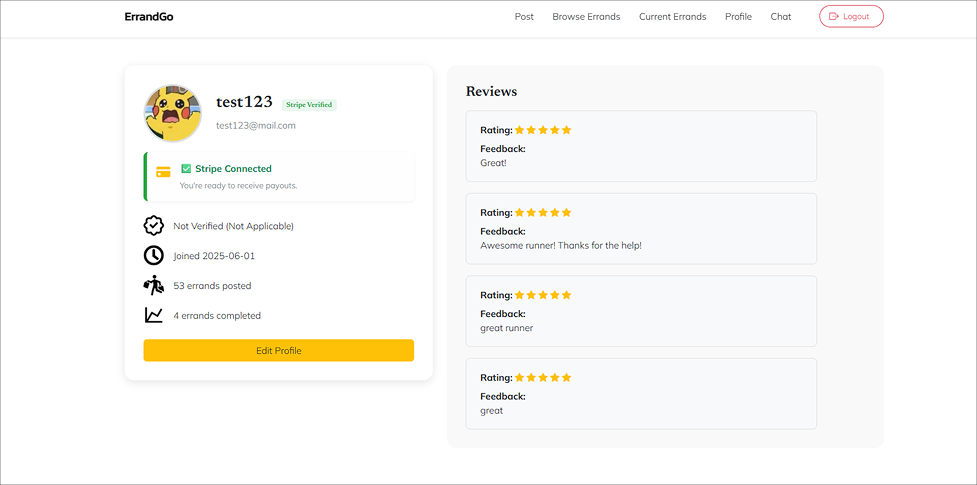 ErrandGo
Post Browse Errands Current Errands Profile Chat Logout
test123 Stripe Verified
test123@mail.com
✅ Stripe Connected
You're ready to receive payouts.
Not Verified (Not Applicable)
Joined 2025-06-01
53 errands posted
4 errands completed
Edit Profile
Reviews
Rating:
Feedback:
Great!
Rating:
Feedback:
Awesome runner! Thanks for the help!
Rating:
Feedback:
great runner
Rating:
Feedback:
great